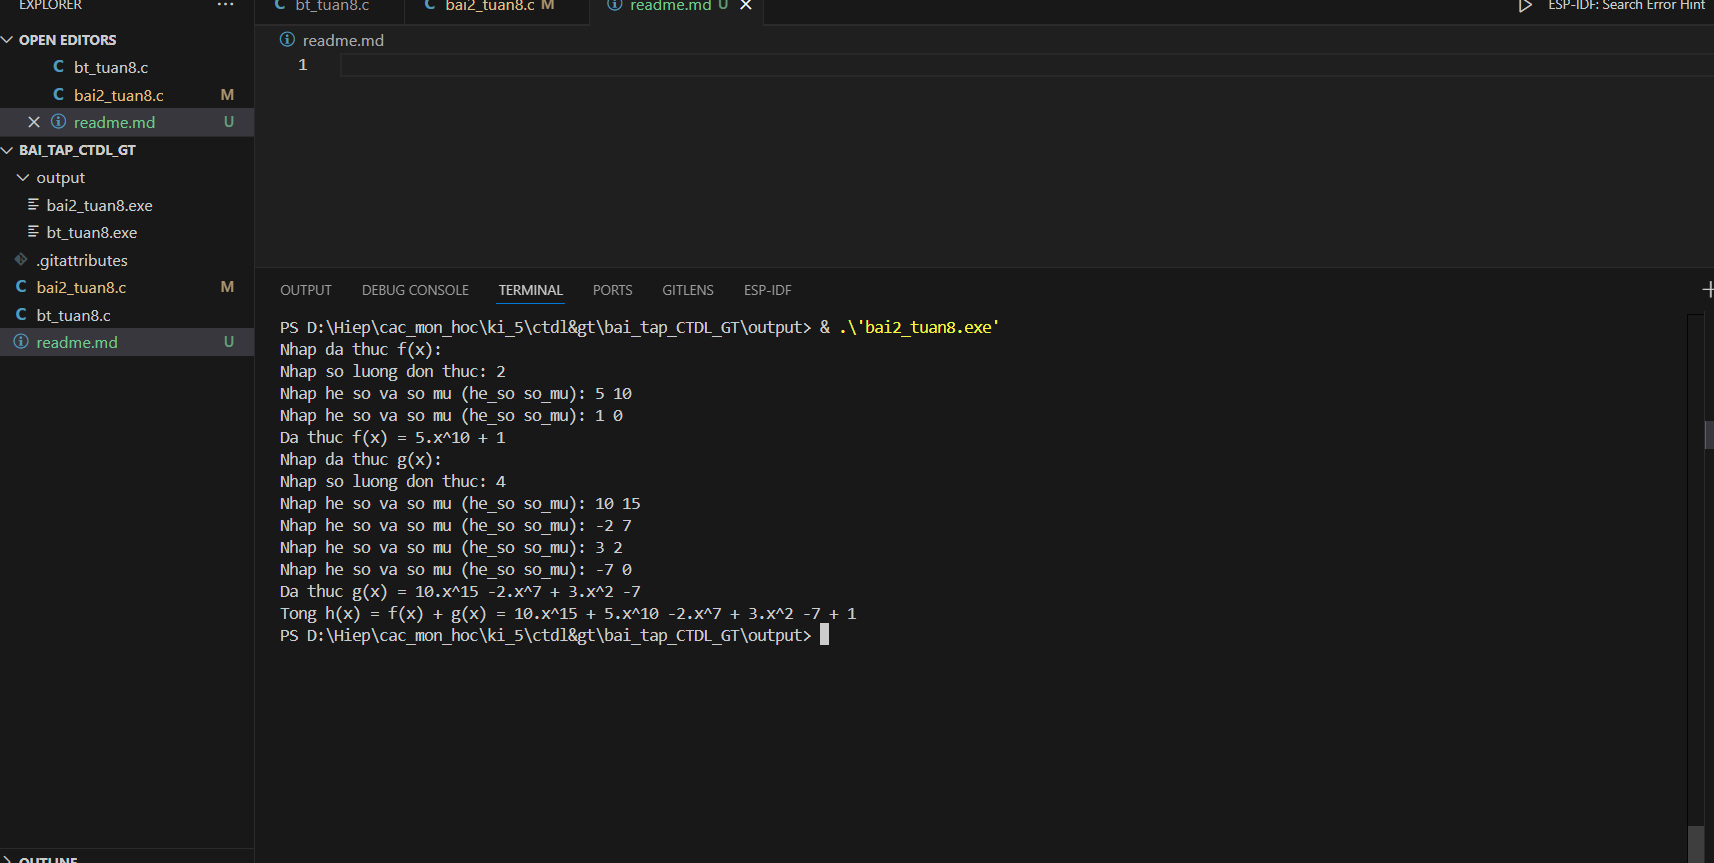 EXPLORER
bt_tuan8.c
bai2_tuan8.c M
readme.md U
ESP-IDF: Search Error Hint
OPEN EDITORS
bt_tuan8.c
bai2_tuan8.c M
readme.md U
BAI_TAP_CTDL_GT
output
bai2_tuan8.exe
bt_tuan8.exe
.gitattributes
bai2_tuan8.c M
bt_tuan8.c
readme.md U
OUTLINE
readme.md
1
OUTPUT DEBUG CONSOLE TERMINAL PORTS GITLENS ESP-IDF
PS D:\Hiep\cac_mon_hoc\ki_5\ctdl&gt\bai_tap_CTDL_GT\output> & .\'bai2_tuan8.exe'
Nhap da thuc f(x):
Nhap so luong don thuc: 2
Nhap he so va so mu (he_so so_mu): 5 10
Nhap he so va so mu (he_so so_mu): 1 0
Da thuc f(x) = 5.x^10 + 1
Nhap da thuc g(x):
Nhap so luong don thuc: 4
Nhap he so va so mu (he_so so_mu): 10 15
Nhap he so va so mu (he_so so_mu): -2 7
Nhap he so va so mu (he_so so_mu): 3 2
Nhap he so va so mu (he_so so_mu): -7 0
Da thuc g(x) = 10.x^15 -2.x^7 + 3.x^2 -7
Tong h(x) = f(x) + g(x) = 10.x^15 + 5.x^10 -2.x^7 + 3.x^2 -7 + 1
PS D:\Hiep\cac_mon_hoc\ki_5\ctdl&gt\bai_tap_CTDL_GT\output>